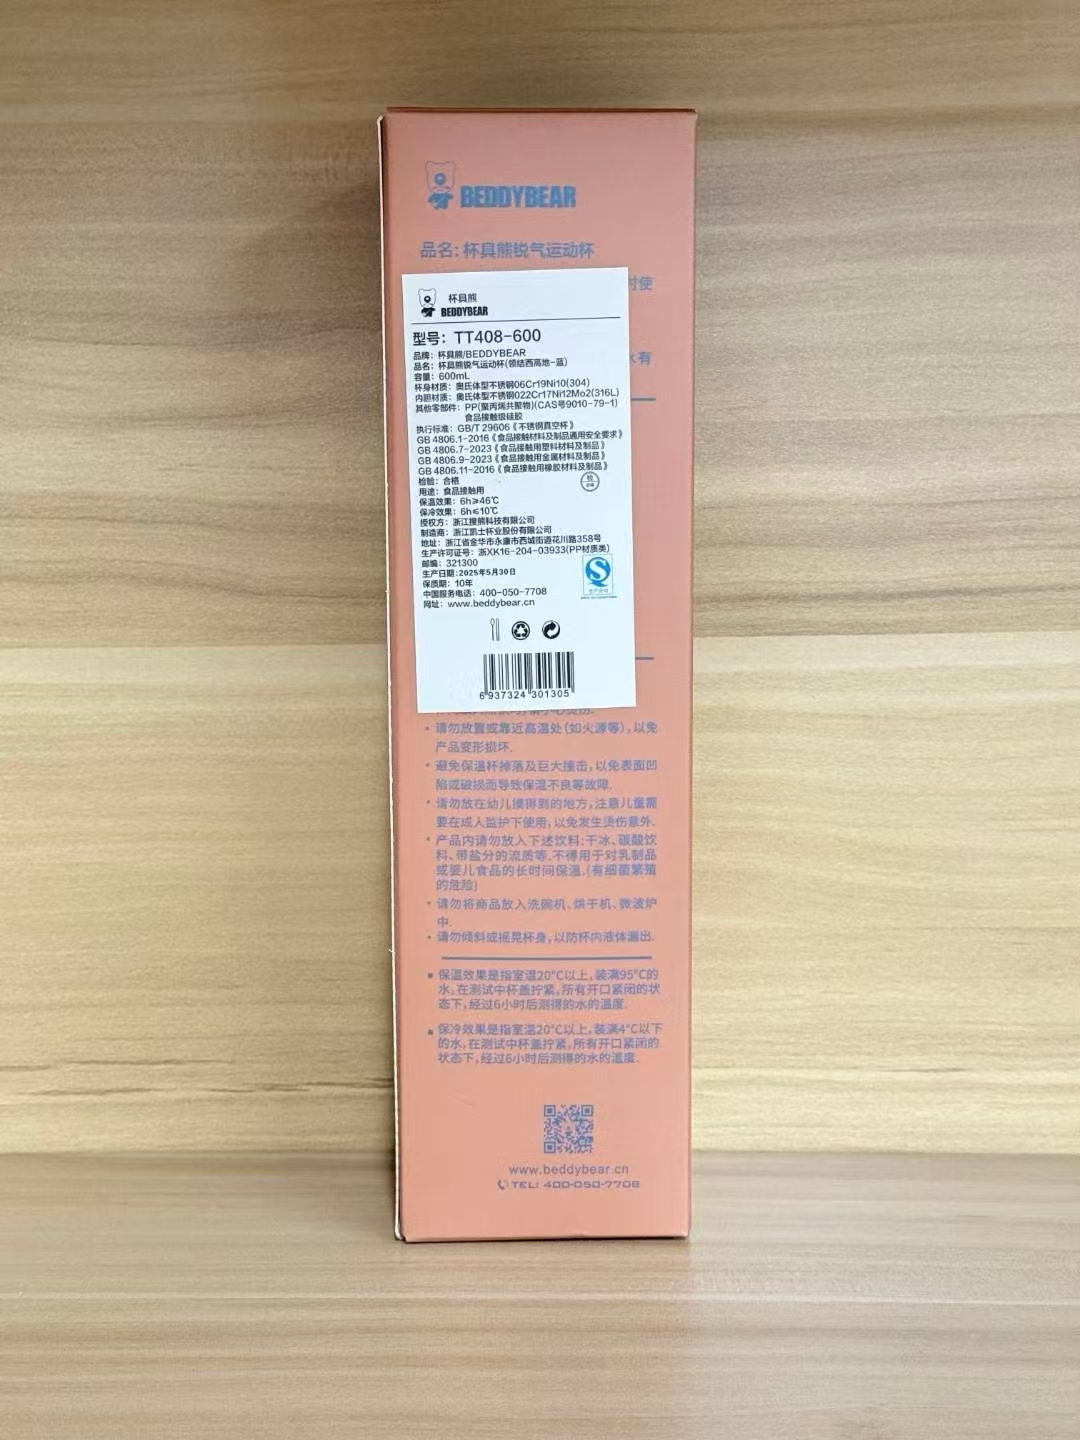 BEDDYBEAR
品名: 杯具熊锐气运动杯
时使
水有
杯具熊
BEDDYBEAR
型号: TT408-600
品牌: 杯具熊/BEDDYBEAR
品名: 杯具熊锐气运动杯(领结西高地-蓝)
容量: 600mL
杯身材质: 奥氏体型不锈钢06Cr19Ni10(304)
内胆材质: 奥氏体型不锈钢022Cr17Ni12Mo2(316L)
其他零部件: PP(聚丙烯共聚物)(CAS号9010-79-1)
食品接触级硅胶
执行标准: GB/T 29606《不锈钢真空杯》
GB 4806.1-2016《食品接触材料及制品通用安全要求》
GB 4806.7-2023《食品接触用塑料材料及制品》
GB 4806.9-2023《食品接触用金属材料及制品》
GB 4806.11-2016《食品接触用橡胶材料及制品》
检验: 合格
用途: 食品接触用
保温效果: 6h≥46℃
保冷效果: 6h≤10℃
授权方: 浙江搜熊科技有限公司
制造商: 浙江凯士杯业股份有限公司
地址: 浙江省金华市永康市西城街道花川路358号
生产许可证号: 浙XK16-204-03933(PP材质类)
邮编: 321300
生产日期: 2025年5月30日
保质期: 10年
中国服务电话: 400-050-7708
网址: www.beddybear.cn
6 937324 301305
• 请勿放置或靠近高温处(如火源等),以免
产品变形损坏.
• 避免保温杯掉落及巨大撞击,以免表面凹
陷或破损而导致保温不良等故障.
• 请勿放在幼儿摸得到的地方,注意儿童需
要在成人监护下使用,以免发生烫伤意外.
• 产品内请勿放入下述饮料:干冰、碳酸饮
料、带盐分的流质等.不得用于对乳制品
或婴儿食品的长时间保温.(有细菌繁殖
的危险)
• 请勿将商品放入洗碗机、烘干机、微波炉
中.
• 请勿倾斜或摇晃杯身,以防杯内液体漏出.
▪ 保温效果是指室温20°C以上,装满95°C的
水,在测试中杯盖拧紧,所有开口紧闭的状
态下,经过6小时后测得的水的温度.
▪ 保冷效果是指室温20°C以上,装满4°C以下
的水,在测试中杯盖拧紧,所有开口紧闭的
状态下,经过6小时后测得的水的温度.
www.beddybear.cn
TEL: 400-050-7708